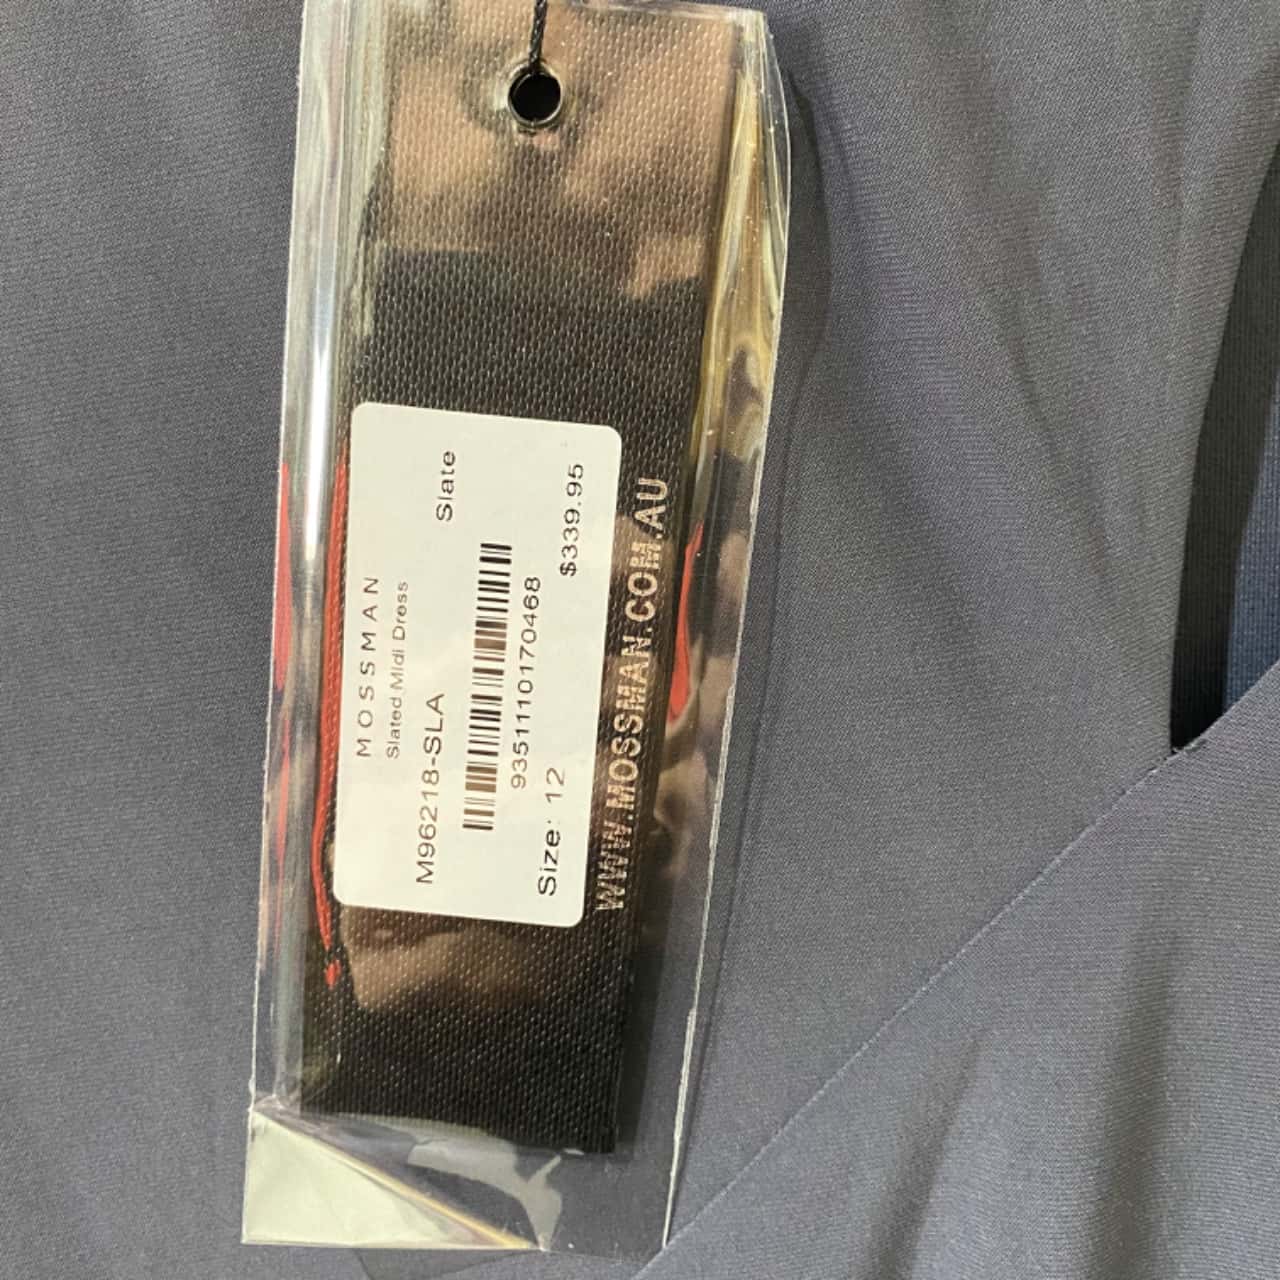 MOSSMAN
Slated Midi Dress
M96218-SLA Slate
9351110170468
Size: 12 $339.95
WWW.MOSSMAN.COM.AU